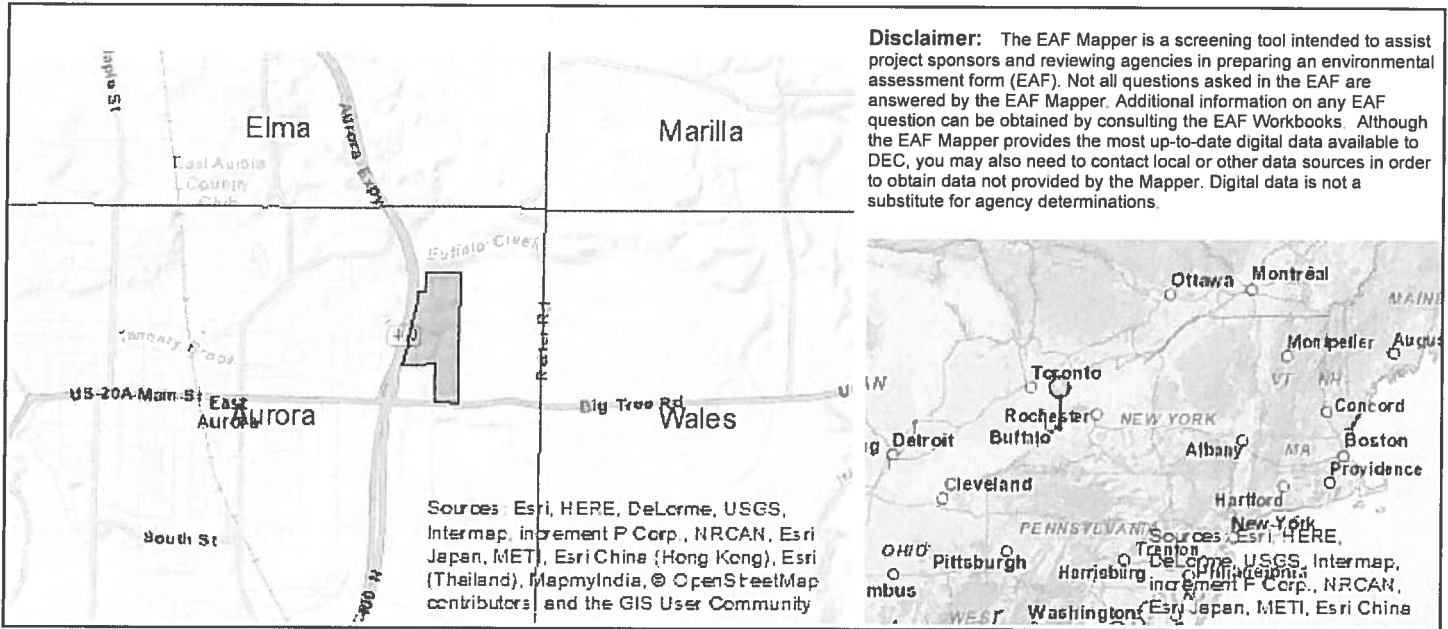 Disclaimer: The EAF Mapper is a screening tool intended to assist
project sponsors and reviewing agencies in preparing an environmental
assessment form (EAF). Not all questions asked in the EAF are
answered by the EAF Mapper. Additional information on any EAF
question can be obtained by consulting the EAF Workbooks. Although
the EAF Mapper provides the most up-to-date digital data available to
DEC, you may also need to contact local or other data sources in order
to obtain data not provided by the Mapper. Digital data is not a
substitute for agency determinations.
Elma
Marilla
Aurora Expy
East Aurora
County
Club
Buffalo Creek
Tannery Brook
US-20A-Main St
East
Aurora
Aurora
Big Tree Rd
Wales
South St
Sources: Esri, HERE, DeLorme, USGS,
Intermap, increment P Corp., NRCAN, Esri
Japan, METI, Esri China (Hong Kong), Esri
(Thailand), MapmyIndia, © OpenStreetMap
contributors, and the GIS User Community
Ottawa
Montréal
MAINE
Montpelier
Augus
VT
NH
Toronto
Rochester
NEW YORK
Concord
Buffalo
Albany
MA
Boston
Detroit
Providence
Cleveland
Hartford
PENNSYLVANIA
New York
OHIO
Pittsburgh
Trenton
Harrisburg
Philadelphia
mbus
WEST
Washington
Sources: Esri, HERE,
DeLorme, USGS, Intermap,
increment P Corp., NRCAN,
Esri Japan, METI, Esri China